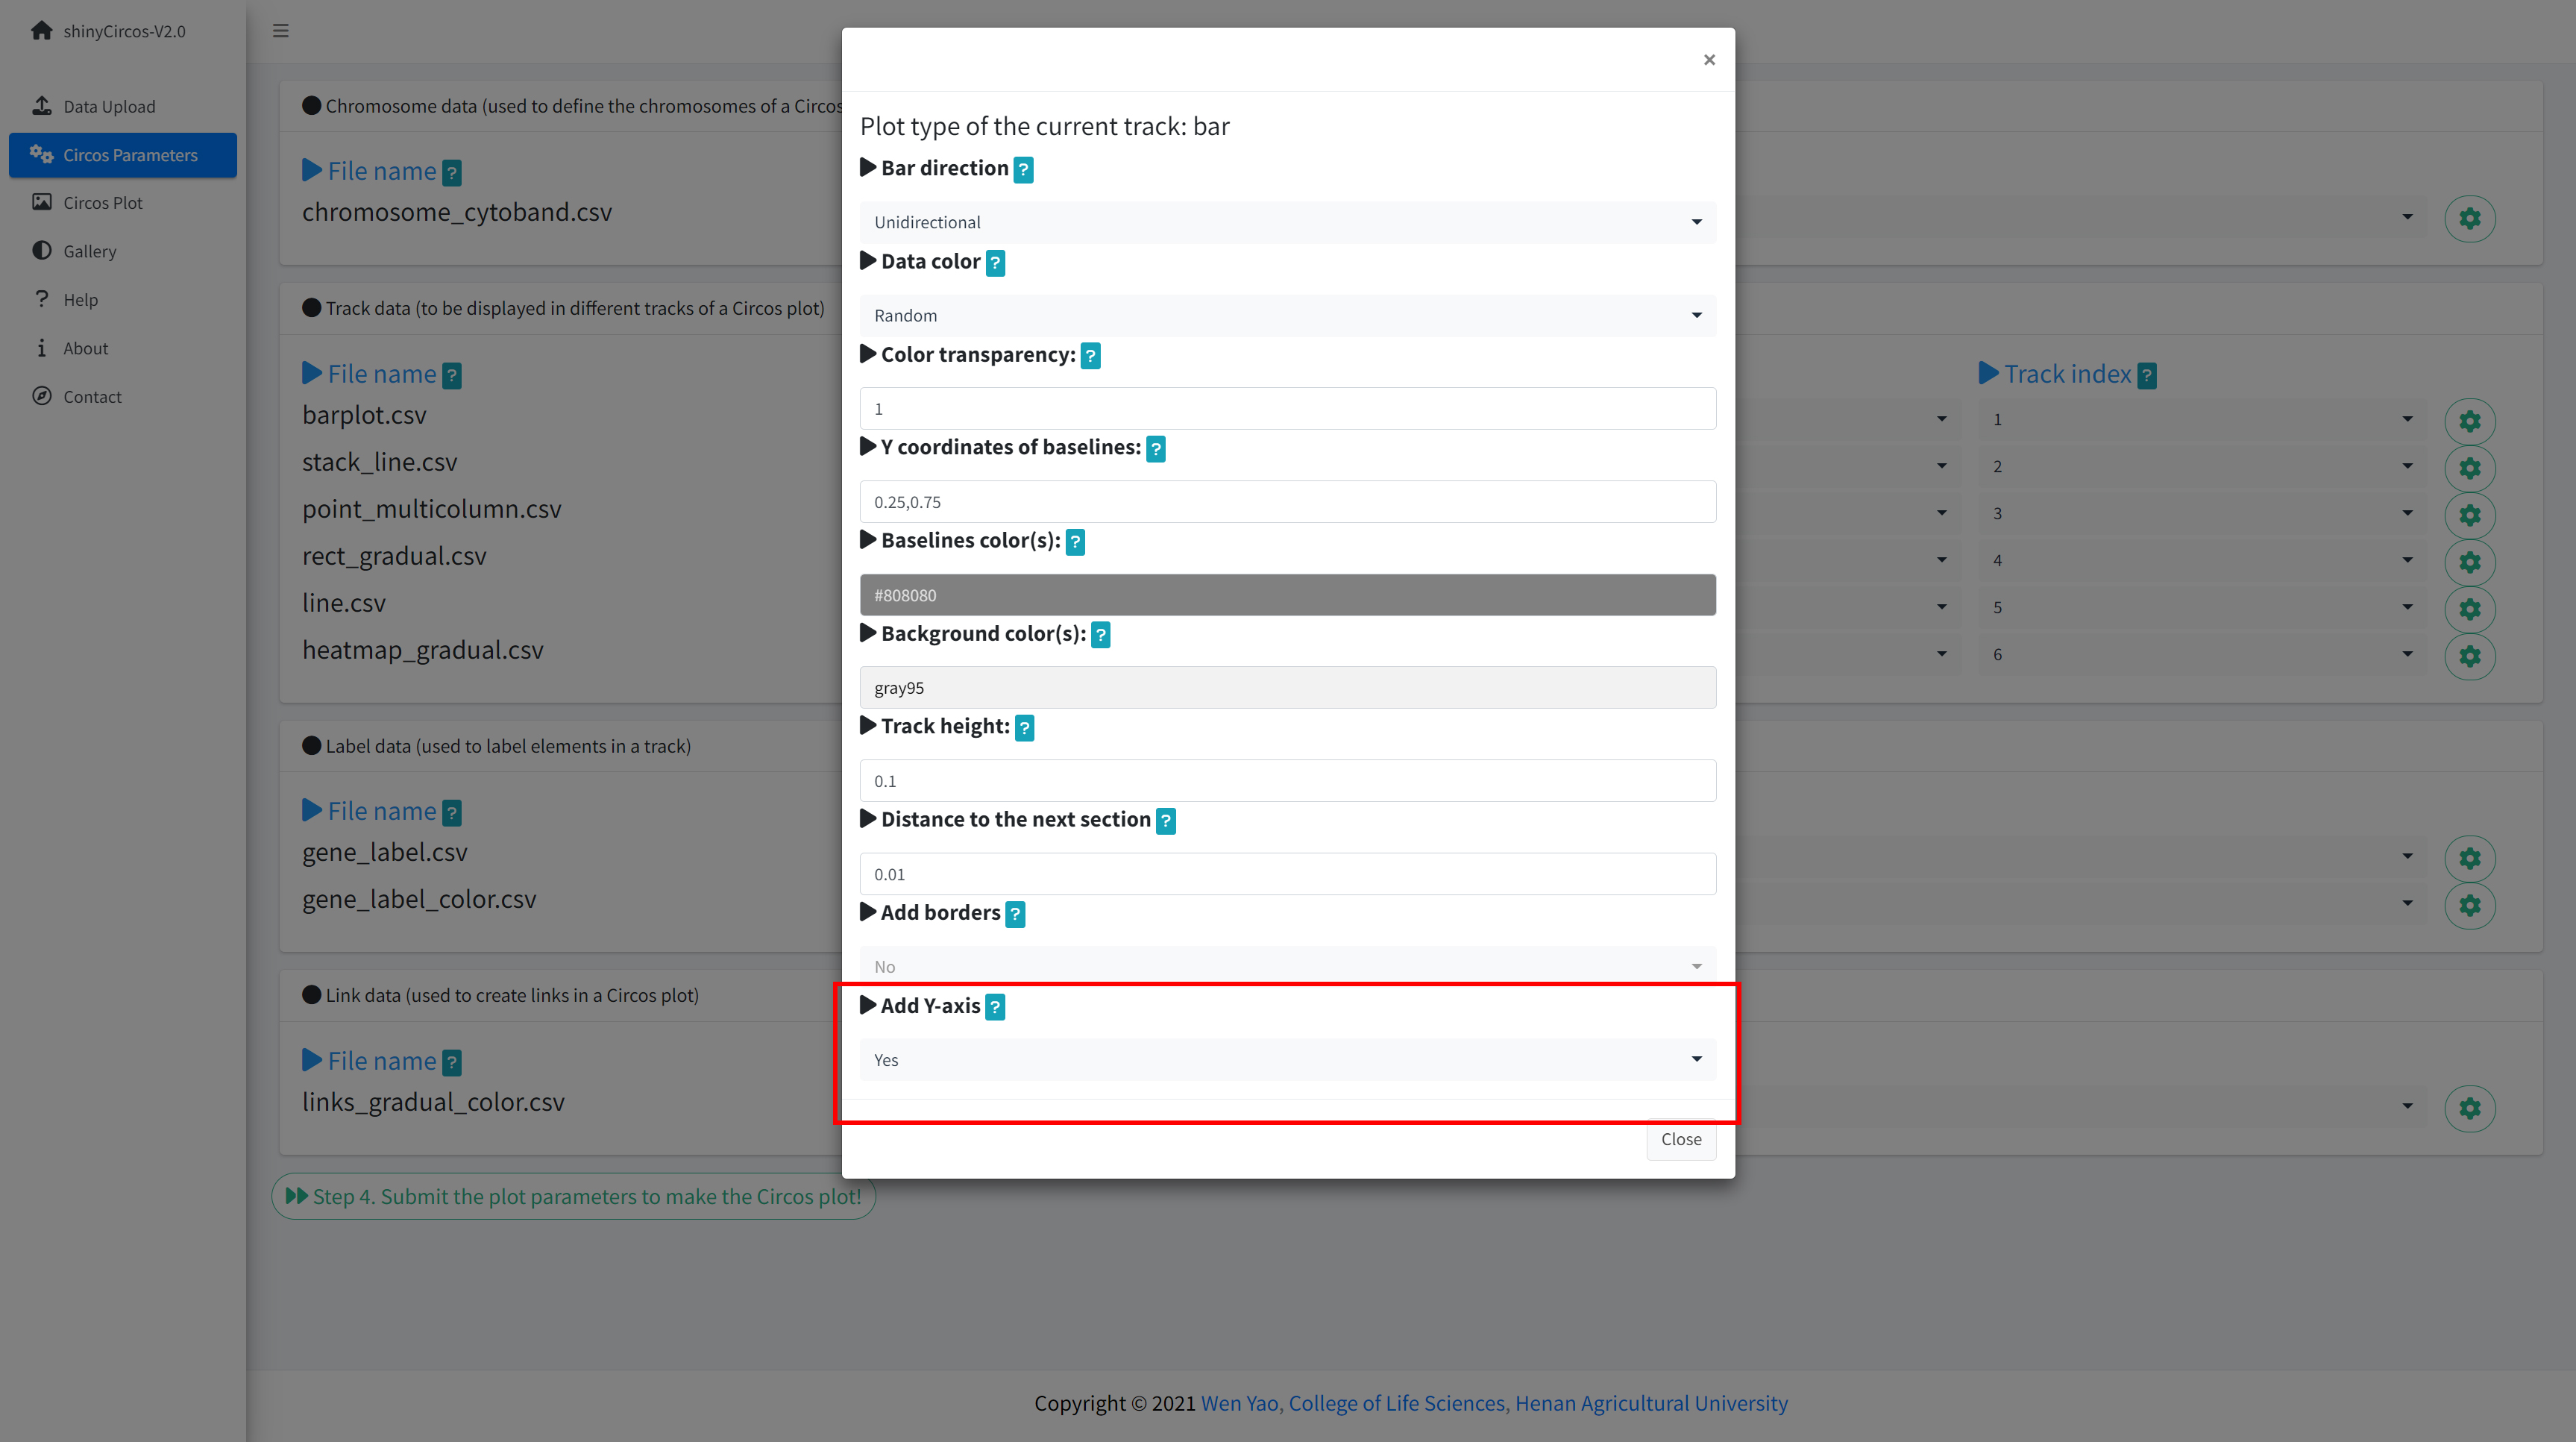 shinyCircos-V2.0
Data Upload
Circos Parameters
Circos Plot
Gallery
? Help
i About
Contact
Chromosome data (used to define the chromosomes of a Circos
File name ?
chromosome_cytoband.csv
Track data (to be displayed in different tracks of a Circos plot)
File name ?
barplot.csv
stack_line.csv
point_multicolumn.csv
rect_gradual.csv
line.csv
heatmap_gradual.csv
Track index ?
1
2
3
4
5
6
Label data (used to label elements in a track)
File name ?
gene_label.csv
gene_label_color.csv
Link data (used to create links in a Circos plot)
File name ?
links_gradual_color.csv
Step 4. Submit the plot parameters to make the Circos plot!
×
Plot type of the current track: bar
Bar direction ?
Unidirectional
Data color ?
Random
Color transparency: ?
1
Y coordinates of baselines: ?
0.25,0.75
Baselines color(s): ?
#808080
Background color(s): ?
gray95
Track height: ?
0.1
Distance to the next section ?
0.01
Add borders ?
No
Add Y-axis ?
Yes
Close
Copyright © 2021 Wen Yao, College of Life Sciences, Henan Agricultural University